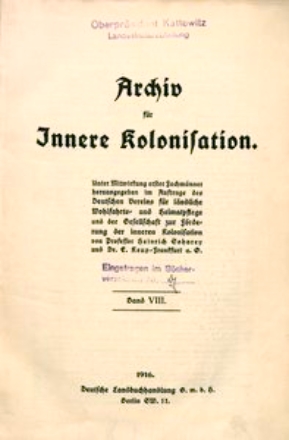 Oberpräsident Kattowitz
Landeskulturabteilung
Archiv
für
Innere Kolonisation.
Unter Mitwirkung erster Fachmänner
herausgegeben im Auftrage des
Deutschen Vereins für ländliche
Wohlfahrts- und Heimatpflege
und der Gesellschaft zur Förde-
rung der inneren Kolonisation
von Professor Heinrich Sohnrey
und Dr. E. Keup-Frankfurt a. O.
Eingetragen im Bücher-
Band VIII.
1916.
Deutsche Landbuchhandlung G. m. b. H.
Berlin SW. 11.